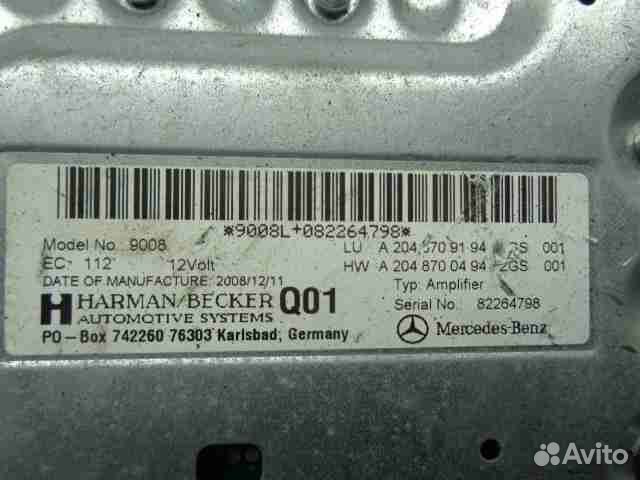 *9008L+082264798*
Model No. 9008
LU A 204 870 91 94 2GS 001
EC- 112 12Volt
HW A 204 870 04 94 2GS 001
DATE OF MANUFACTURE: 2008/12/11
Typ: Amplifier
HARMAN/BECKER Q01
AUTOMOTIVE SYSTEMS
Serial No.: 82264798
PO-Box 742260 76303 Karlsbad, Germany
Mercedes-Benz
Avito